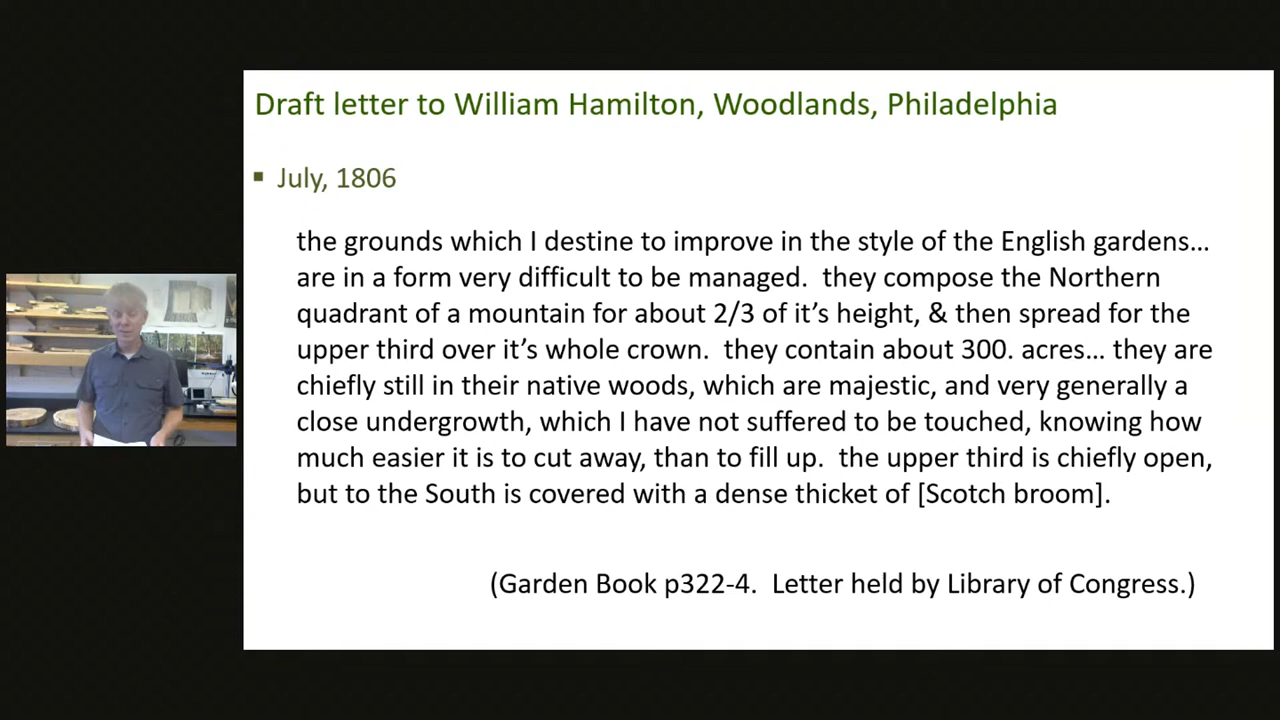 Draft letter to William Hamilton, Woodlands, Philadelphia
▪ July, 1806
the grounds which I destine to improve in the style of the English gardens…
are in a form very difficult to be managed.  they compose the Northern
quadrant of a mountain for about 2/3 of it’s height, & then spread for the
upper third over it’s whole crown.  they contain about 300. acres… they are
chiefly still in their native woods, which are majestic, and very generally a
close undergrowth, which I have not suffered to be touched, knowing how
much easier it is to cut away, than to fill up.  the upper third is chiefly open,
but to the South is covered with a dense thicket of [Scotch broom].
(Garden Book p322-4.  Letter held by Library of Congress.)